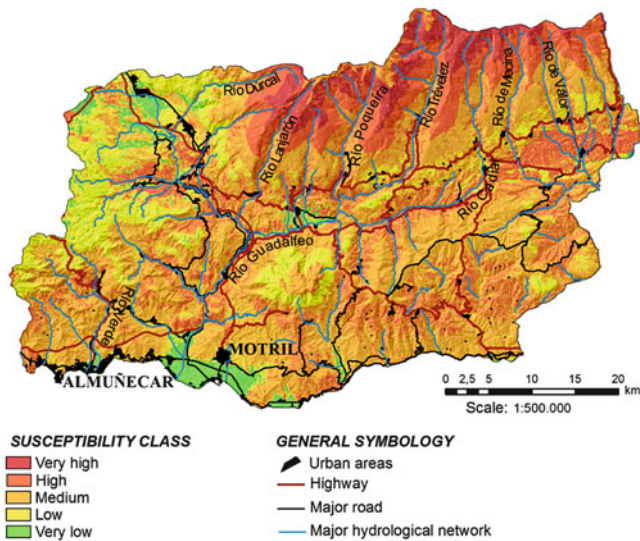 Río Durcal
Río Lanjarón
Río Poqueira
Río Trévelez
Río de Mecina
Río de Válor
Río Cádiar
Río Guadalfeo
Río Verde
MOTRIL
ALMUÑECAR
0 2,5 5 10 15 20
km
Scale: 1:500.000
SUSCEPTIBILITY CLASS
Very high
High
Medium
Low
Very low
GENERAL SYMBOLOGY
Urban areas
Highway
Major road
Major hydrological network